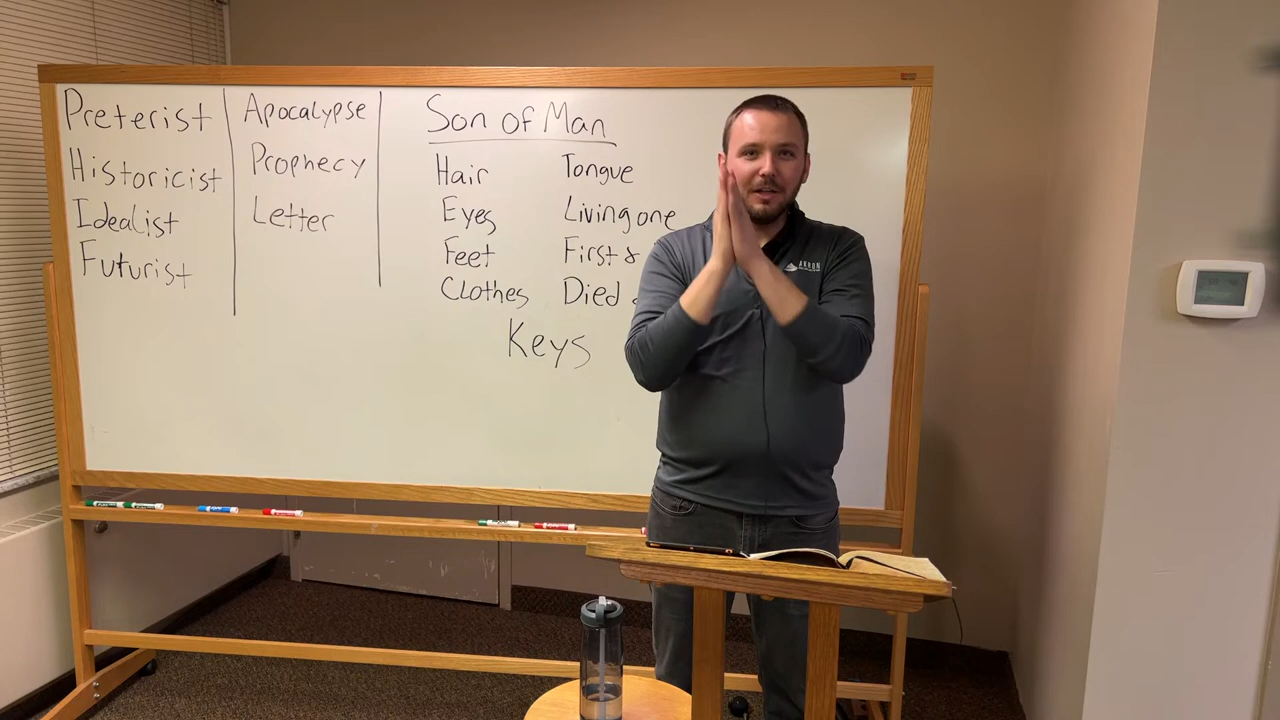 Preterist
Historicist
Idealist
Futurist
Apocalypse
Prophecy
Letter
Son of Man
Hair
Eyes
Feet
Clothes
Tongue
Living one
First &
Died
Keys
AKRON